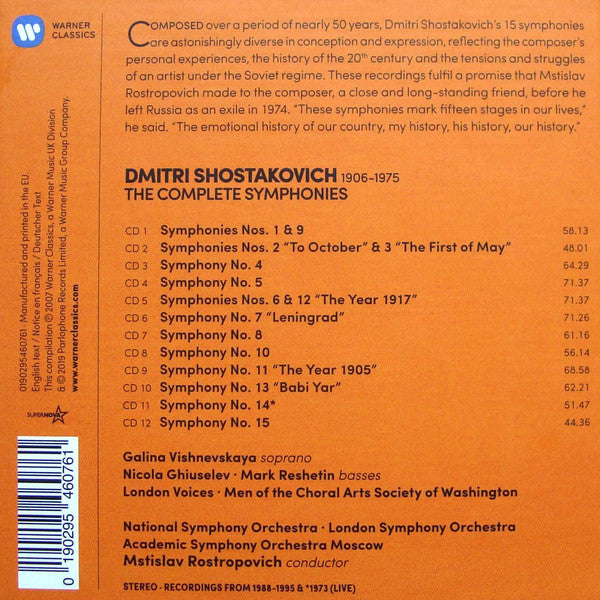 WARNER
CLASSICS
COMPOSED over a period of nearly 50 years, Dmitri Shostakovich's 15 symphonies
are astonishingly diverse in conception and expression, reflecting the composer's
personal experiences, the history of the 20th century and the tensions and struggles
of an artist under the Soviet regime. These recordings fulfil a promise that Mstislav
Rostropovich made to the composer, a close and long-standing friend, before he
left Russia as an exile in 1974. "These symphonies mark fifteen stages in our lives,"
he said. "The emotional history of our country, my history, his history, our history."
DMITRI SHOSTAKOVICH 1906-1975
THE COMPLETE SYMPHONIES
CD 1 Symphonies Nos. 1 & 9 58.13
CD 2 Symphonies Nos. 2 "To October" & 3 "The First of May" 48.01
CD 3 Symphony No. 4 64.29
CD 4 Symphony No. 5 71.37
CD 5 Symphonies Nos. 6 & 12 "The Year 1917" 71.37
CD 6 Symphony No. 7 "Leningrad" 71.26
CD 7 Symphony No. 8 61.16
CD 8 Symphony No. 10 56.14
CD 9 Symphony No. 11 "The Year 1905" 68.58
CD 10 Symphony No. 13 "Babi Yar" 62.21
CD 11 Symphony No. 14* 51.47
CD 12 Symphony No. 15 44.36
Galina Vishnevskaya soprano
Nicola Ghiuselev · Mark Reshetin basses
London Voices · Men of the Choral Arts Society of Washington
National Symphony Orchestra · London Symphony Orchestra
Academic Symphony Orchestra Moscow
Mstislav Rostropovich conductor
STEREO - RECORDINGS FROM 1988-1995 & *1973 (LIVE)
0190295460761 · Manufactured and printed in the EU.
English text / Notice en français / Deutscher Text
This compilation ℗ 2007 Warner Classics, a Warner Music UK Division
& © 2019 Parlophone Records Limited, a Warner Music Group Company.
www.warnerclassics.com
SUPERNOVA
0 190295 460761